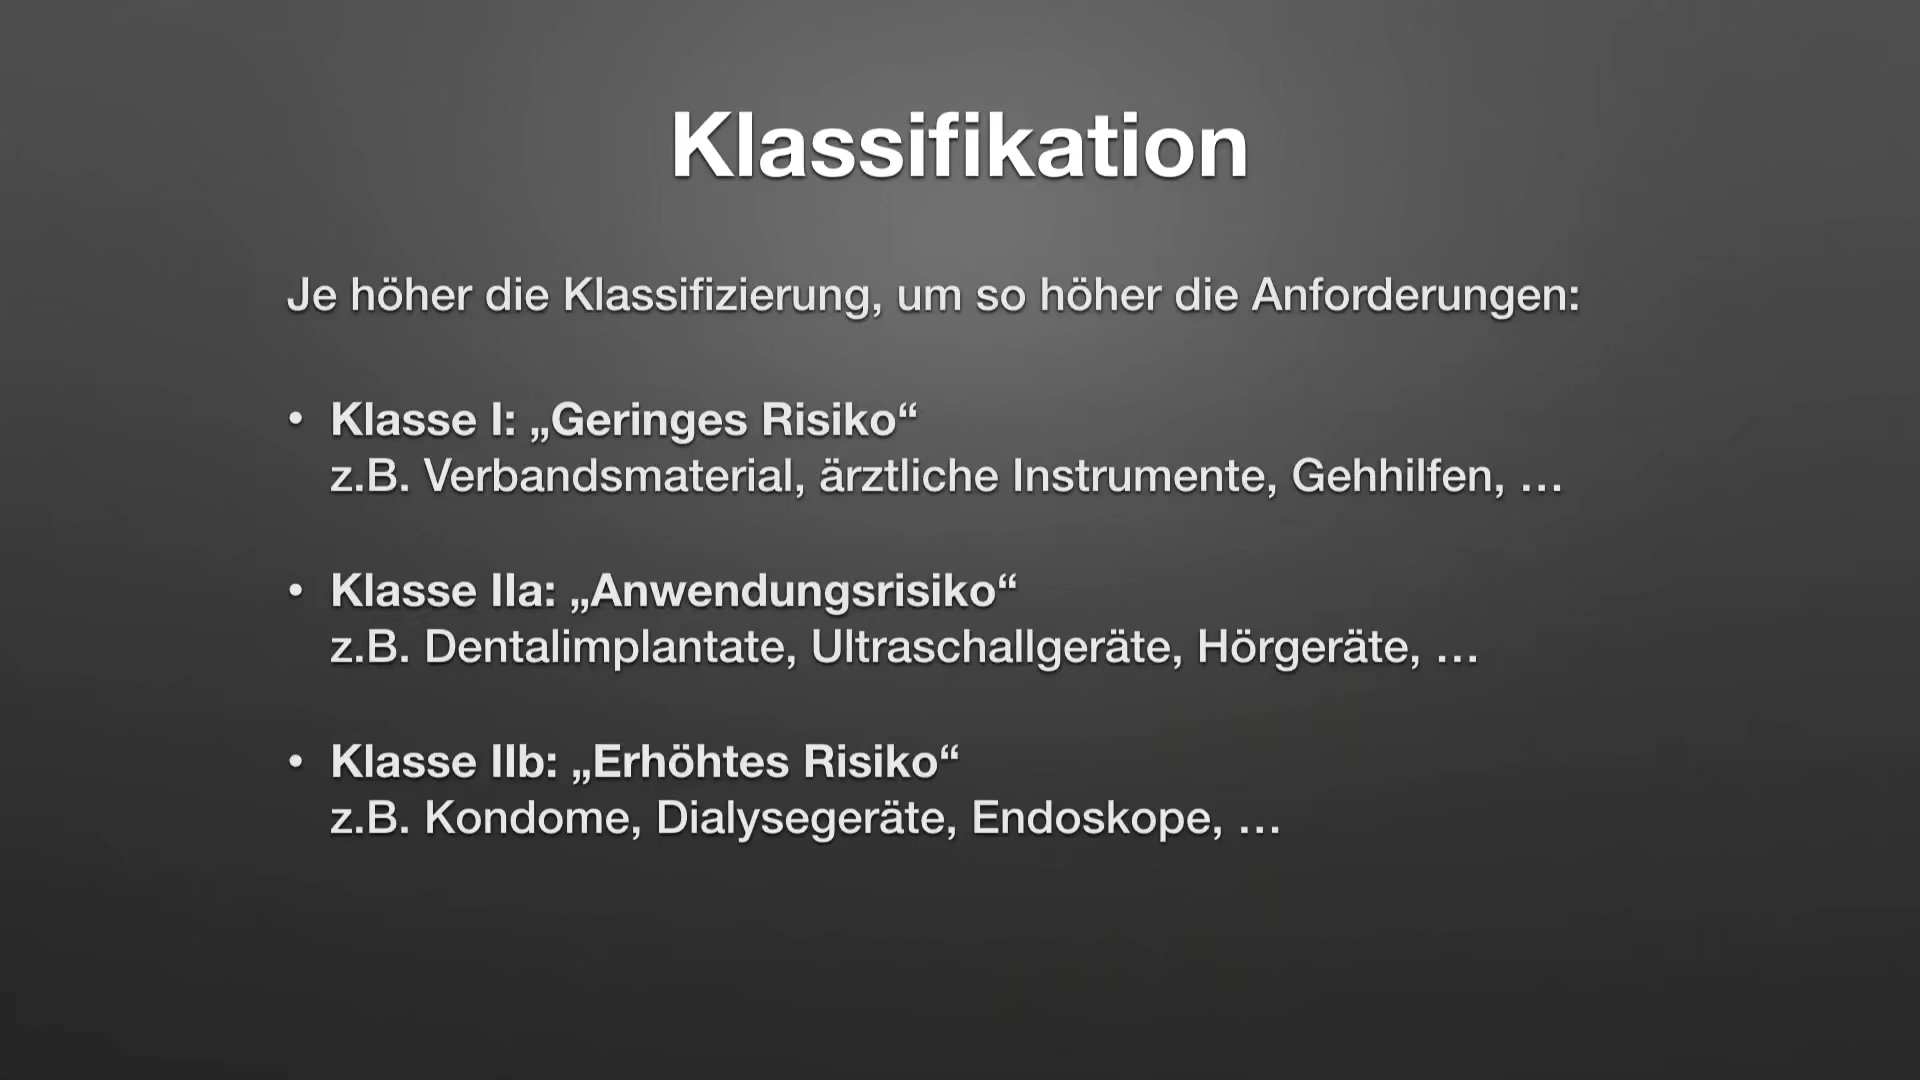 Klassifikation
Je höher die Klassifizierung, um so höher die Anforderungen:
• Klasse I: „Geringes Risiko“
z.B. Verbandsmaterial, ärztliche Instrumente, Gehhilfen, …
• Klasse IIa: „Anwendungsrisiko“
z.B. Dentalimplantate, Ultraschallgeräte, Hörgeräte, …
• Klasse IIb: „Erhöhtes Risiko“
z.B. Kondome, Dialysegeräte, Endoskope, …